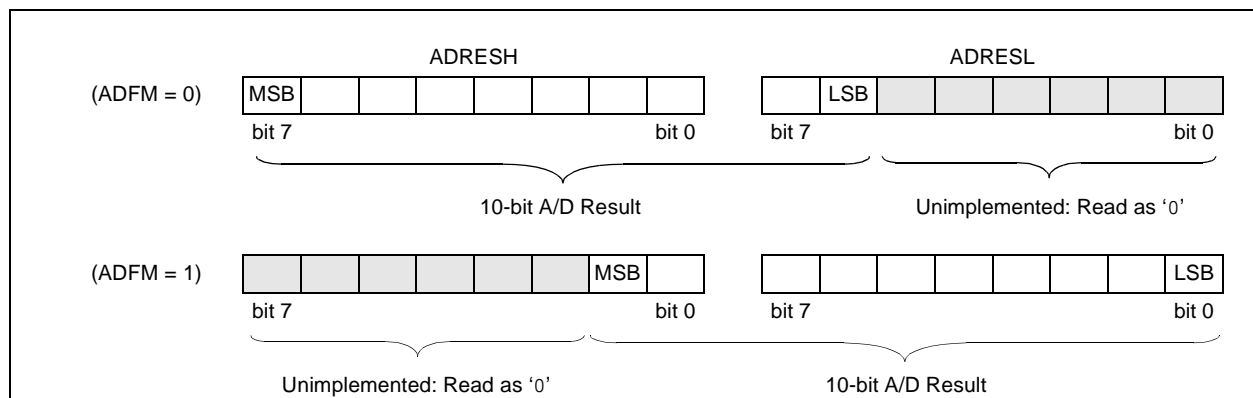 ADRESH ADRESL
(ADFM = 0) MSB LSB
bit 7 bit 0 bit 7 bit 0
10-bit A/D Result Unimplemented: Read as ‘0’
(ADFM = 1) MSB LSB
bit 7 bit 0 bit 7 bit 0
Unimplemented: Read as ‘0’ 10-bit A/D Result